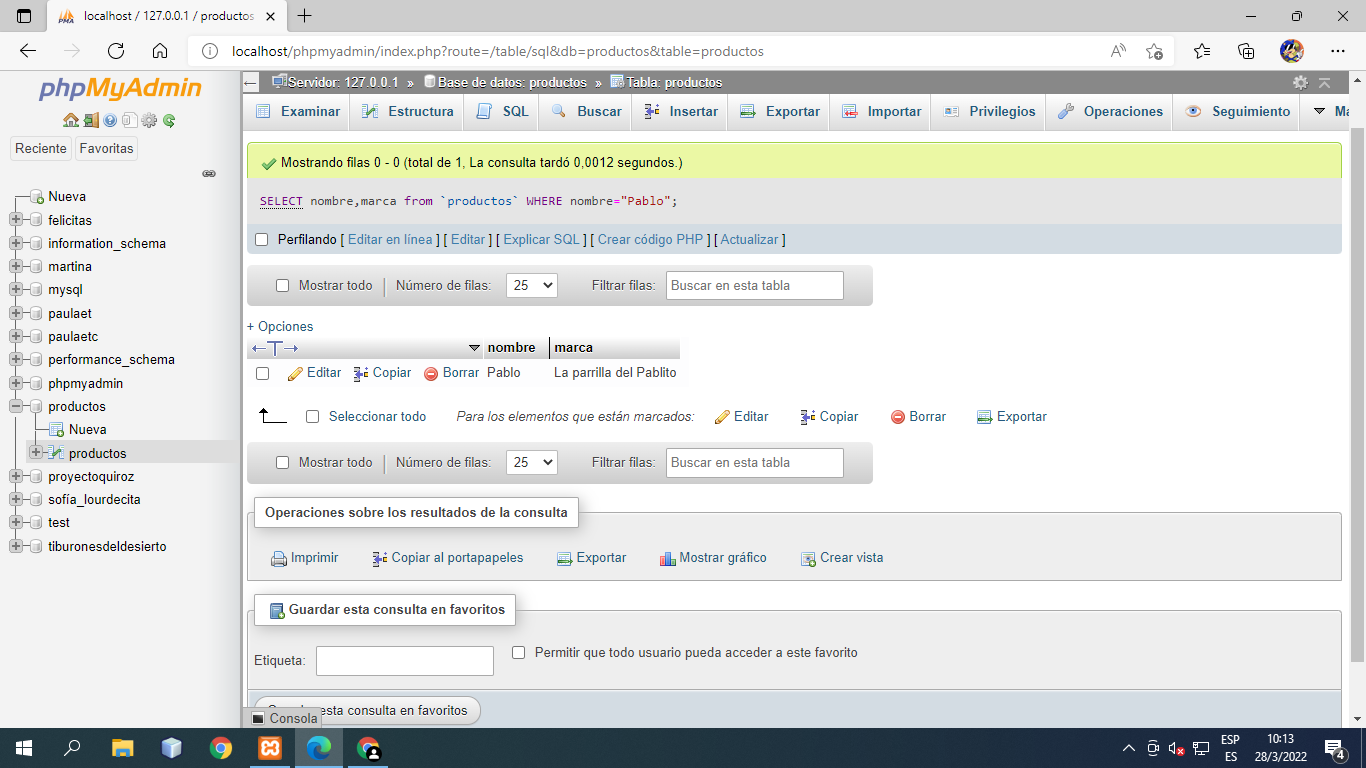 localhost / 127.0.0.1 / productos
localhost/phpmyadmin/index.php?route=/table/sql&db=productos&table=productos
phpMyAdmin
Reciente Favoritas
Nueva
felicitas
information_schema
martina
mysql
paulaet
paulaetc
performance_schema
phpmyadmin
productos
Nueva
productos
proyectoquiroz
sofía_lourdecita
test
tiburonesdeldesierto
Servidor: 127.0.0.1 » Base de datos: productos » Tabla: productos
Examinar Estructura SQL Buscar Insertar Exportar Importar Privilegios Operaciones Seguimiento
Mostrando filas 0 - 0 (total de 1, La consulta tardó 0,0012 segundos.)
SELECT nombre,marca from `productos` WHERE nombre="Pablo";
Perfilando [ Editar en línea ] [ Editar ] [ Explicar SQL ] [ Crear código PHP ] [ Actualizar ]
Mostrar todo Número de filas: 25 Filtrar filas: Buscar en esta tabla
+ Opciones
←T→ nombre marca
Editar Copiar Borrar Pablo La parrilla del Pablito
Seleccionar todo Para los elementos que están marcados: Editar Copiar Borrar Exportar
Mostrar todo Número de filas: 25 Filtrar filas: Buscar en esta tabla
Operaciones sobre los resultados de la consulta
Imprimir Copiar al portapapeles Exportar Mostrar gráfico Crear vista
Guardar esta consulta en favoritos
Etiqueta: Permitir que todo usuario pueda acceder a este favorito
esta consulta en favoritos
Consola
ESP
ES
10:13
28/3/2022
4